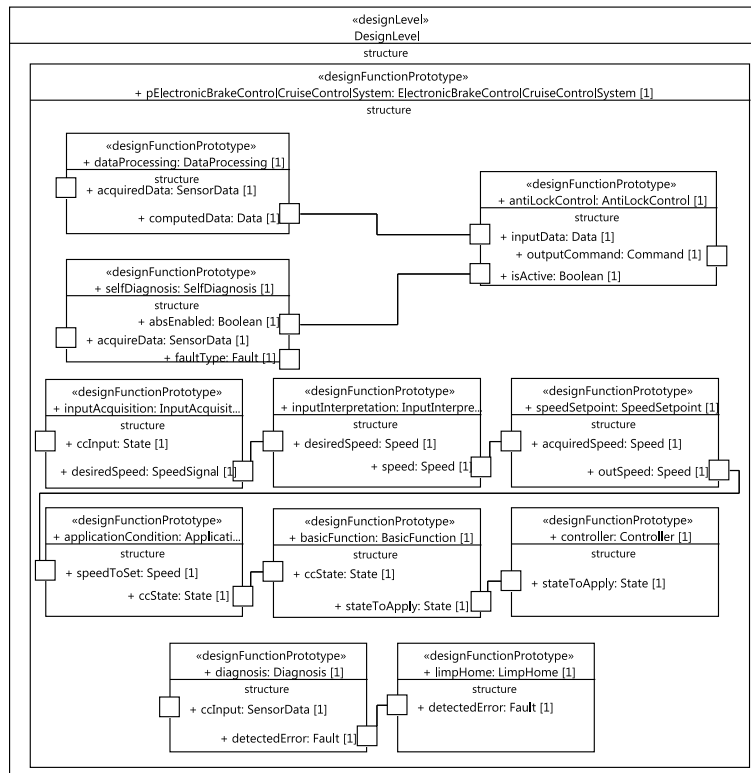 «designLevel»
DesignLevel
structure
«designFunctionPrototype»
+ pElectronicBrakeControlCruiseControlSystem: ElectronicBrakeControlCruiseControlSystem [1]
structure
«designFunctionPrototype»
+ dataProcessing: DataProcessing [1]
structure
+ acquiredData: SensorData [1]
+ computedData: Data [1]
«designFunctionPrototype»
+ antiLockControl: AntiLockControl [1]
structure
+ inputData: Data [1]
+ outputCommand: Command [1]
+ isActive: Boolean [1]
«designFunctionPrototype»
+ selfDiagnosis: SelfDiagnosis [1]
structure
+ absEnabled: Boolean [1]
+ acquireData: SensorData [1]
+ faultType: Fault [1]
«designFunctionPrototype»
+ inputAcquisition: InputAcquisit...
structure
+ ccInput: State [1]
+ desiredSpeed: SpeedSignal [1]
«designFunctionPrototype»
+ inputInterpretation: InputInterpre...
structure
+ desiredSpeed: Speed [1]
+ speed: Speed [1]
«designFunctionPrototype»
+ speedSetpoint: SpeedSetpoint [1]
structure
+ acquiredSpeed: Speed [1]
+ outSpeed: Speed [1]
«designFunctionPrototype»
+ applicationCondition: Applicati...
structure
+ speedToSet: Speed [1]
+ ccState: State [1]
«designFunctionPrototype»
+ basicFunction: BasicFunction [1]
structure
+ ccState: State [1]
+ stateToApply: State [1]
«designFunctionPrototype»
+ controller: Controller [1]
structure
+ stateToApply: State [1]
«designFunctionPrototype»
+ diagnosis: Diagnosis [1]
structure
+ ccInput: SensorData [1]
+ detectedError: Fault [1]
«designFunctionPrototype»
+ limpHome: LimpHome [1]
structure
+ detectedError: Fault [1]